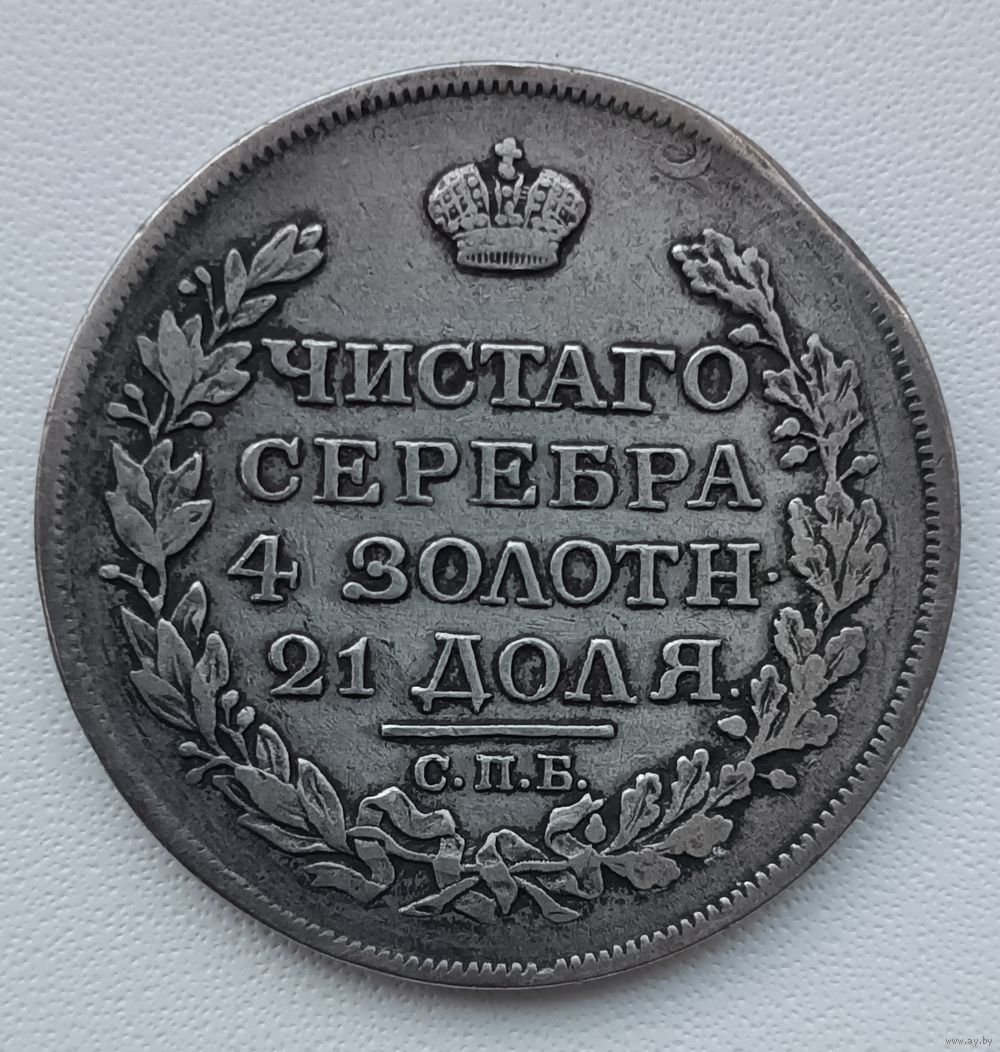 ЧИСТАГО
СЕРЕБРА
4 ЗОЛОТН.
21 ДОЛЯ.
С.П.Б.
www.ay.by